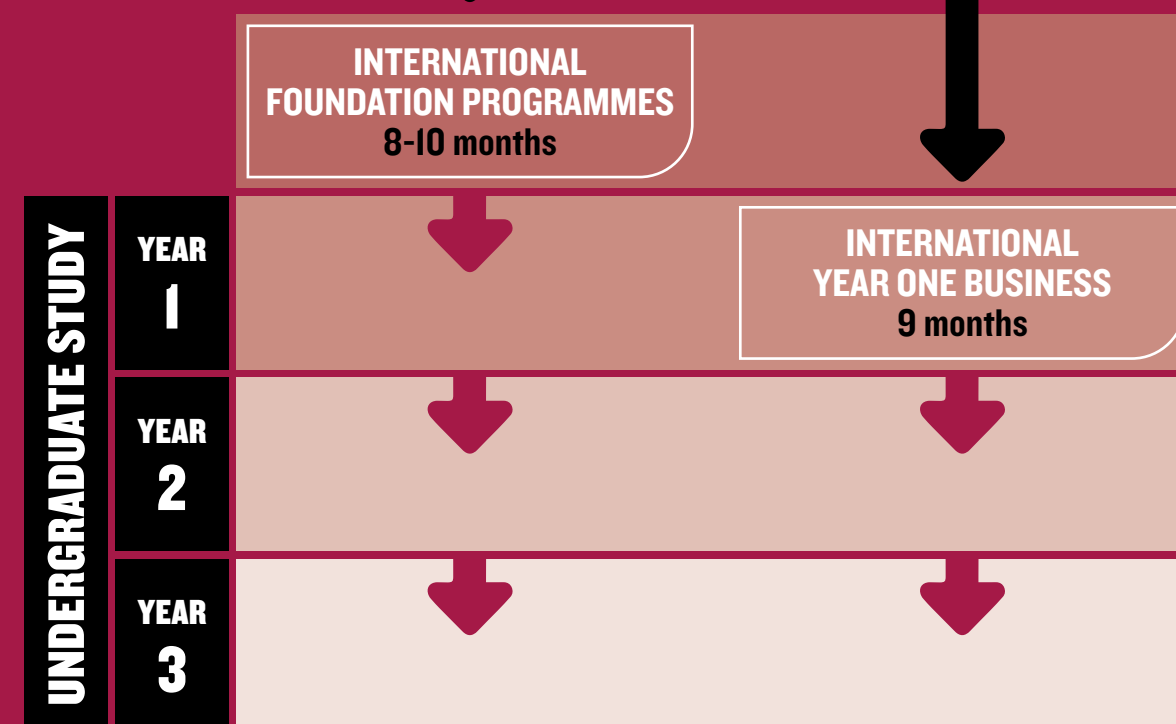 INTERNATIONAL
FOUNDATION PROGRAMMES
8-10 months
UNDERGRADUATE STUDY
YEAR
1
INTERNATIONAL
YEAR ONE BUSINESS
9 months
YEAR
2
YEAR
3